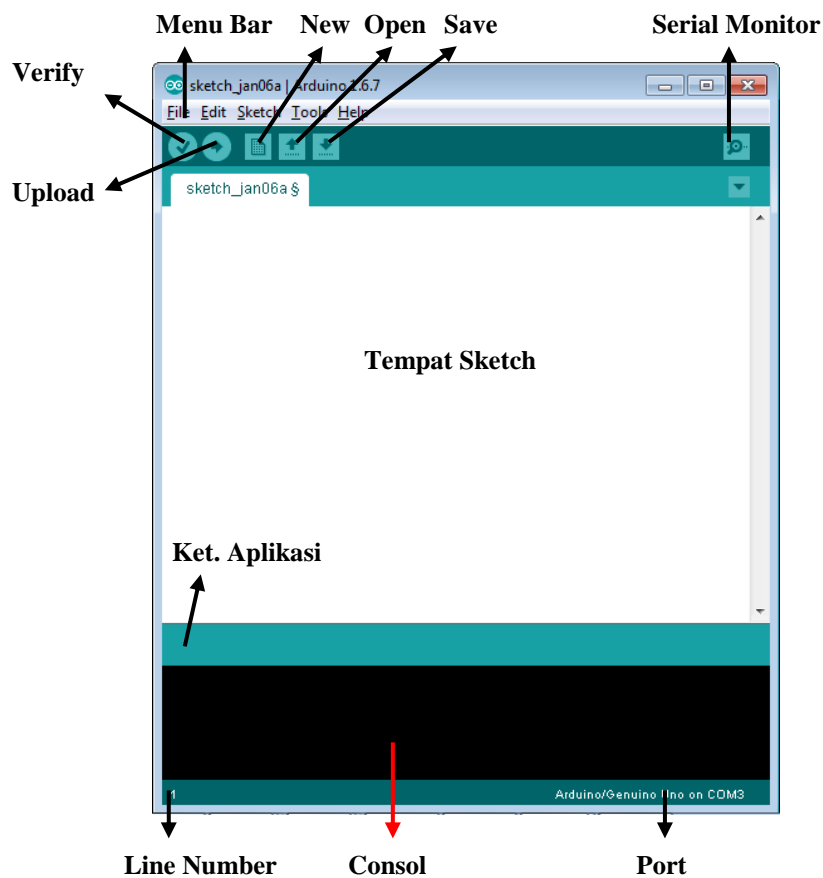 Menu Bar New Open Save Serial Monitor
Verify
sketch_jan06a | Arduino 1.6.7
File Edit Sketch Tools Help
Upload
sketch_jan06a §
Tempat Sketch
Ket. Aplikasi
1 Arduino/Genuino Uno on COM3
Line Number Consol Port